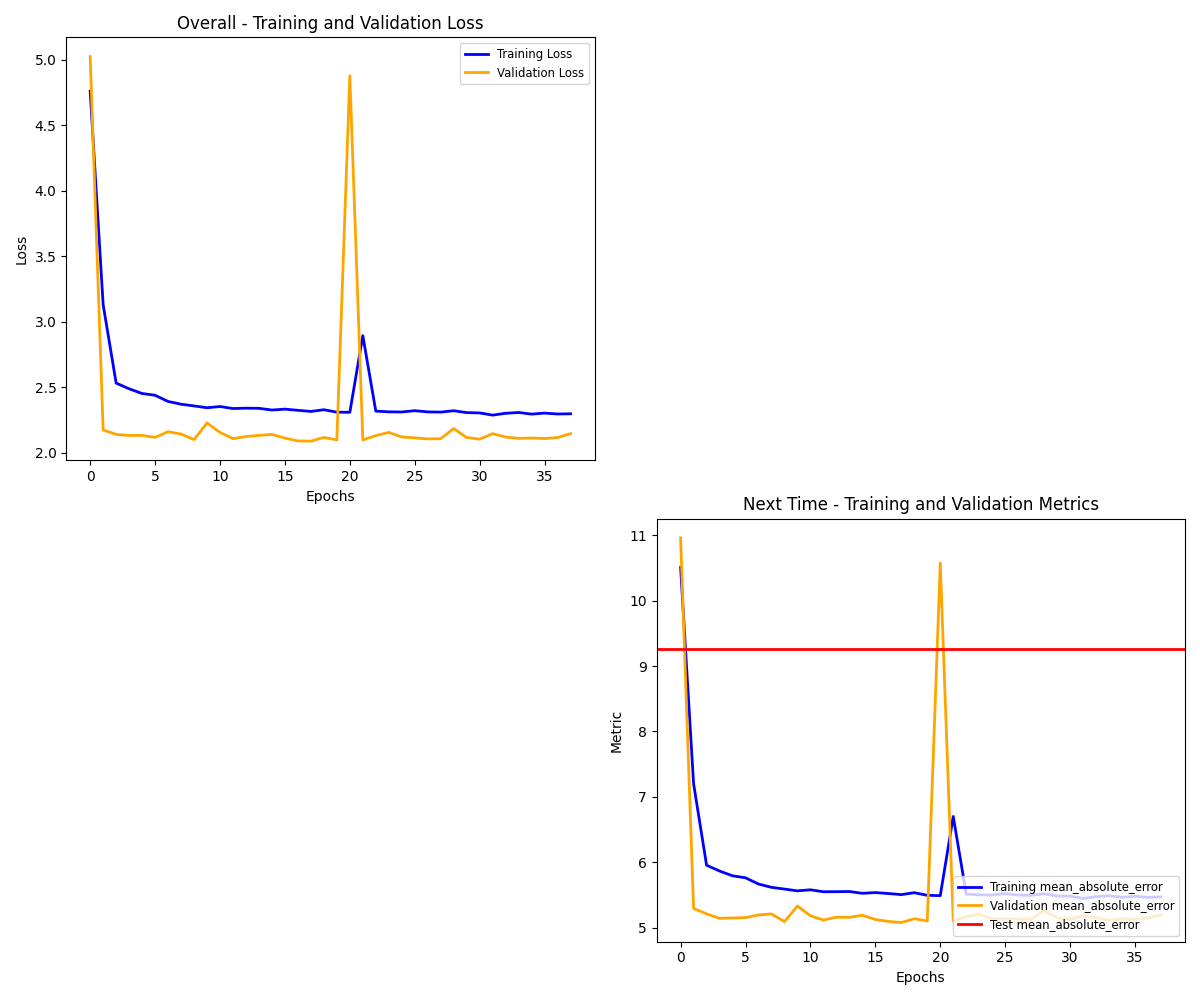 Overall - Training and Validation Loss
Training Loss
Validation Loss
5.0
4.5
4.0
3.5
3.0
2.5
2.0
Loss
0 5 10 15 20 25 30 35
Epochs
Next Time - Training and Validation Metrics
11
10
9
8
7
6
5
Metric
Training mean_absolute_error
Validation mean_absolute_error
Test mean_absolute_error
0 5 10 15 20 25 30 35
Epochs